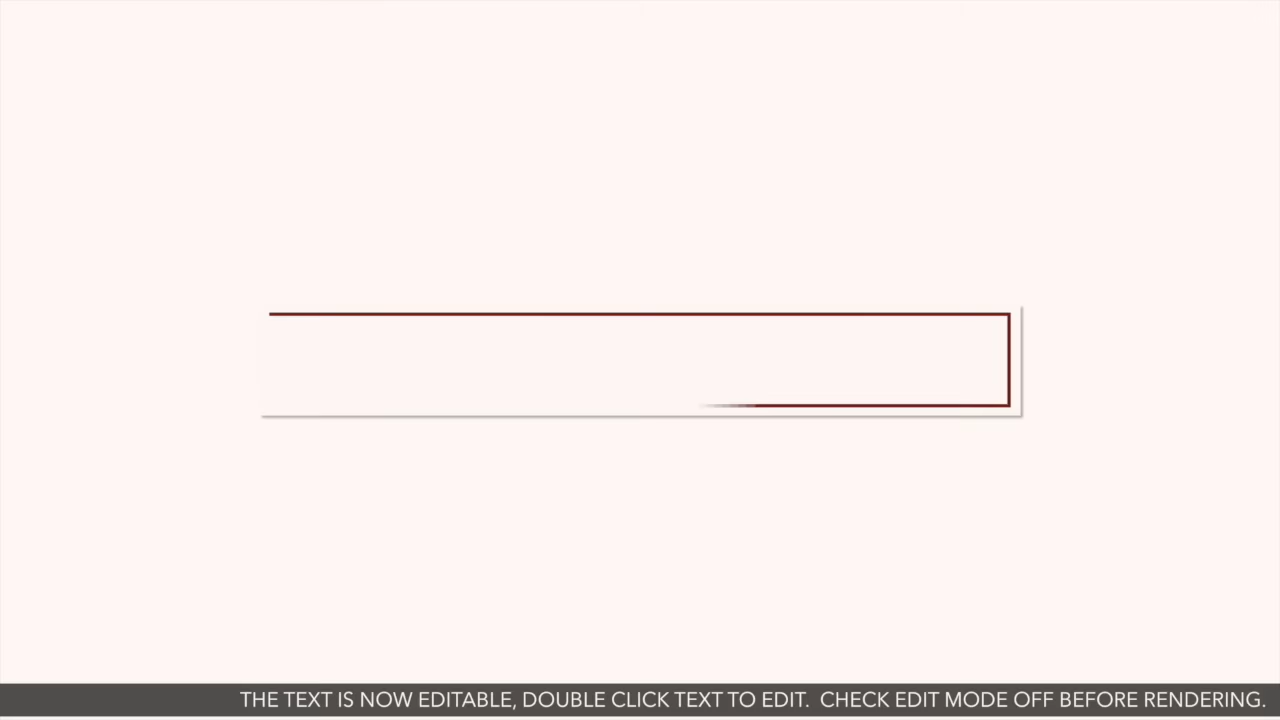 THE TEXT IS NOW EDITABLE, DOUBLE CLICK TEXT TO EDIT.  CHECK EDIT MODE OFF BEFORE RENDERING.